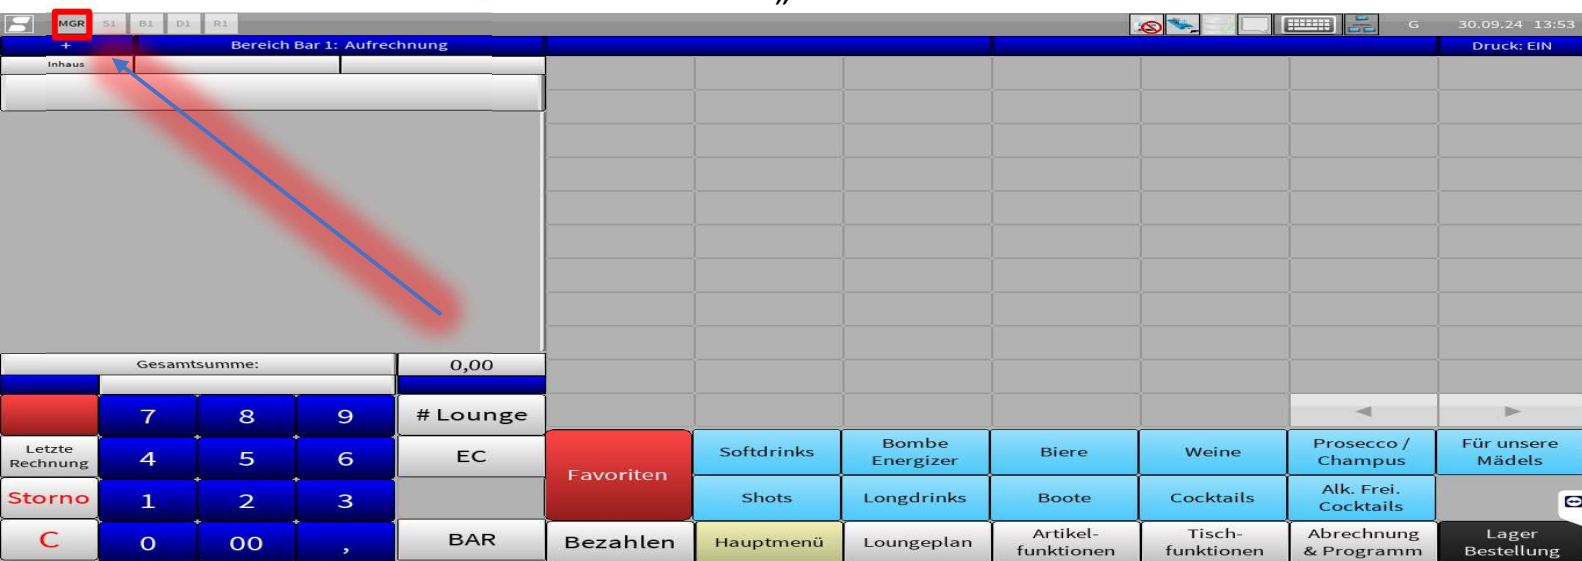 „
MGR S1 B1 D1 R1 G 30.09.24 13:53
+ Bereich Bar 1: Aufrechnung Druck: EIN
Inhaus
Gesamtsumme: 0,00
7 8 9 # Lounge ◄ ►
Letzte
Rechnung
4 5 6 EC
Storno 1 2 3
C 0 00 , BAR
Favoriten
Softdrinks
Bombe
Energizer
Biere
Weine
Prosecco /
Champus
Für unsere
Mädels
Shots
Longdrinks
Boote
Cocktails
Alk. Frei.
Cocktails
Bezahlen
Hauptmenü
Loungeplan
Artikel-
funktionen
Tisch-
funktionen
Abrechnung
& Programm
Lager
Bestellung